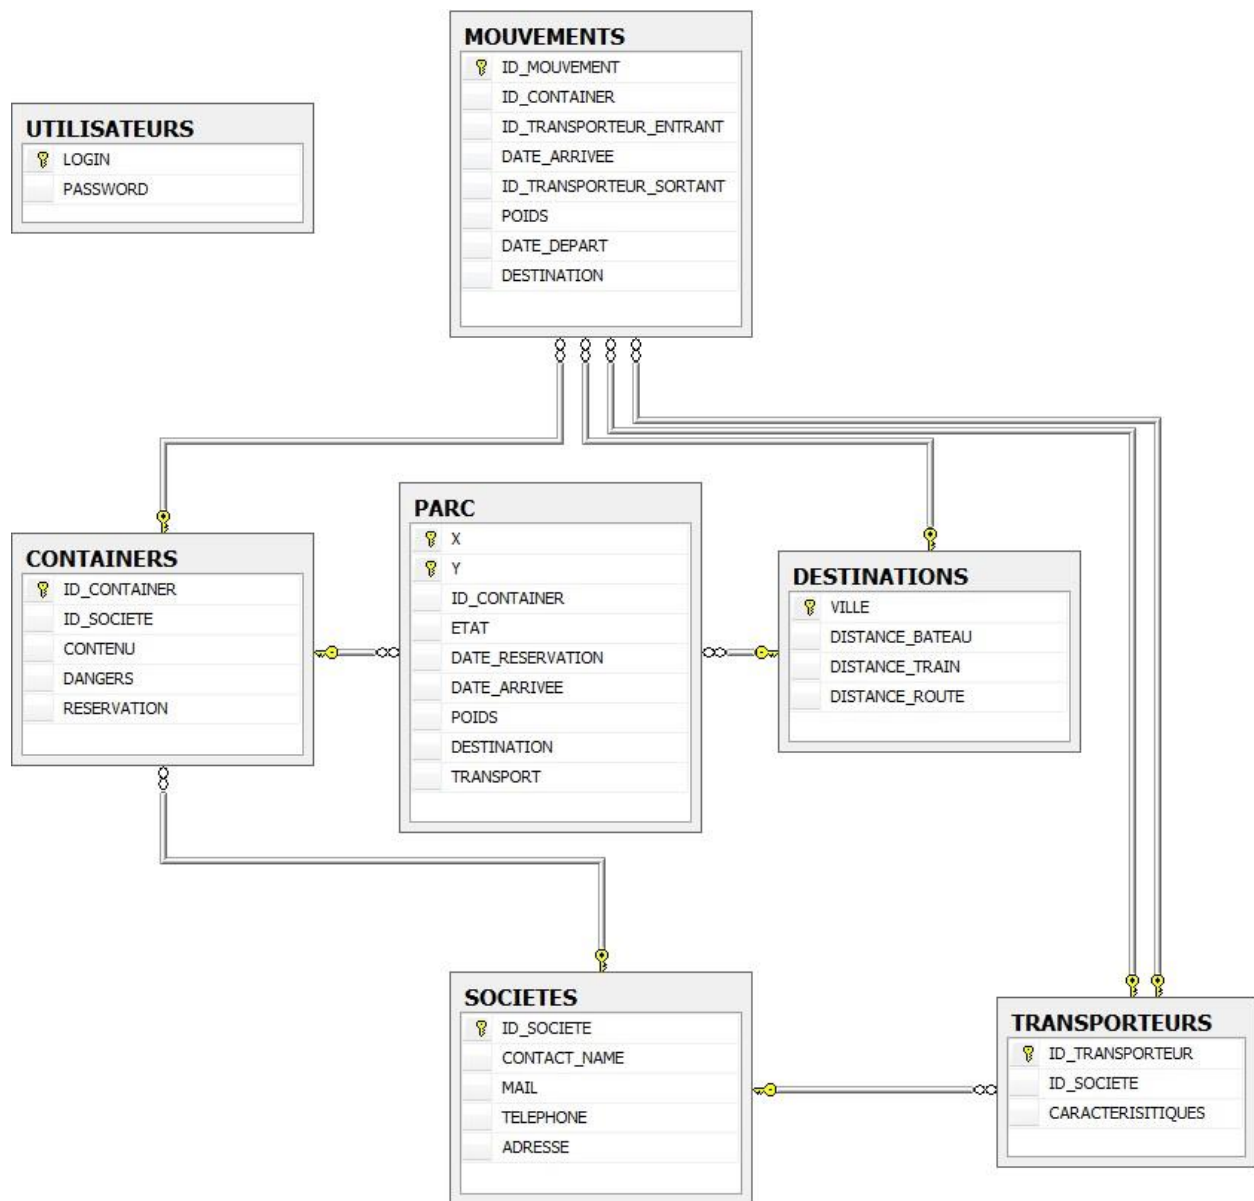 MOUVEMENTS
ID_MOUVEMENT
ID_CONTAINER
ID_TRANSPORTEUR_ENTRANT
DATE_ARRIVEE
ID_TRANSPORTEUR_SORTANT
POIDS
DATE_DEPART
DESTINATION
UTILISATEURS
LOGIN
PASSWORD
CONTAINERS
ID_CONTAINER
ID_SOCIETE
CONTENU
DANGERS
RESERVATION
PARC
X
Y
ID_CONTAINER
ETAT
DATE_RESERVATION
DATE_ARRIVEE
POIDS
DESTINATION
TRANSPORT
DESTINATIONS
VILLE
DISTANCE_BATEAU
DISTANCE_TRAIN
DISTANCE_ROUTE
SOCIETES
ID_SOCIETE
CONTACT_NAME
MAIL
TELEPHONE
ADRESSE
TRANSPORTEURS
ID_TRANSPORTEUR
ID_SOCIETE
CARACTERISITIQUES